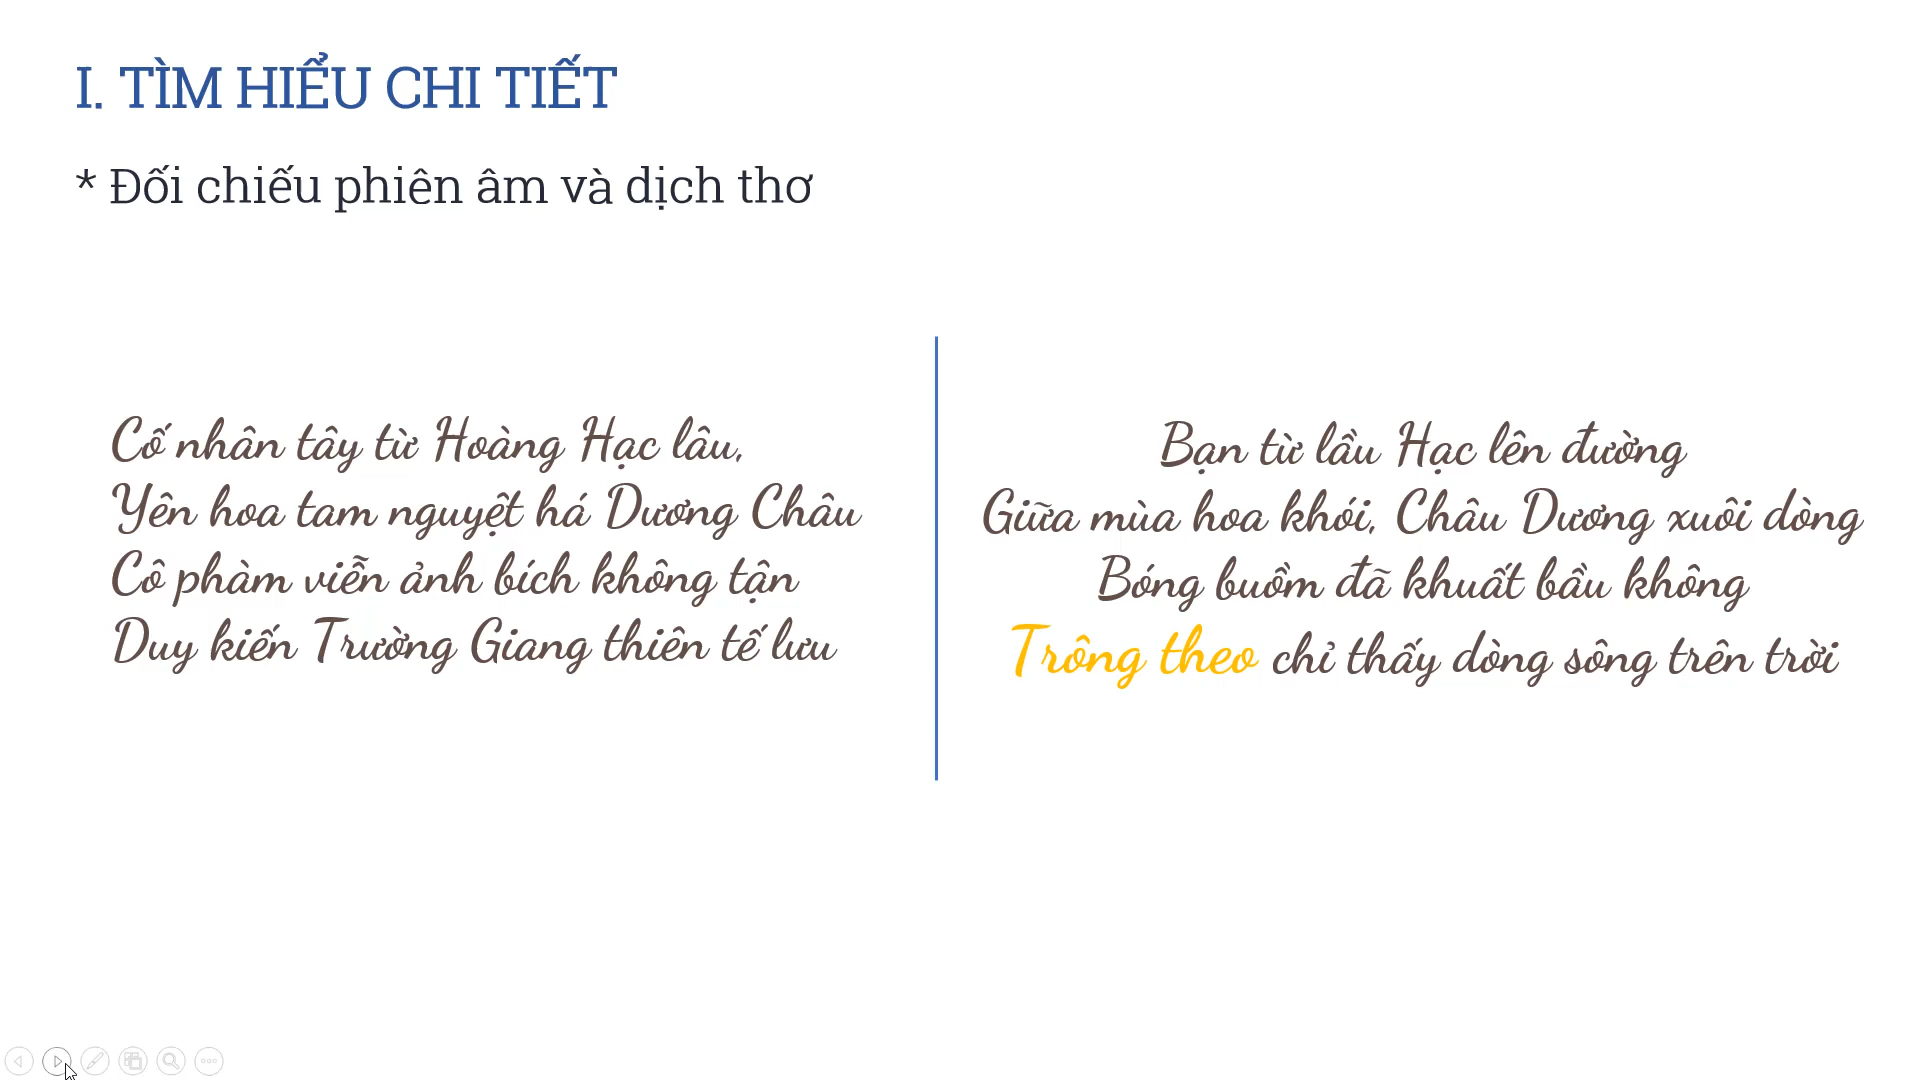 I. TÌM HIỂU CHI TIẾT
* Đối chiếu phiên âm và dịch thơ
Cố nhân tây từ Hoàng Hạc lâu,
Yên hoa tam nguyệt há Dương Châu
Cô phàm viễn ảnh bích không tận
Duy kiến Trường Giang thiên tế lưu
Bạn từ lầu Hạc lên đường
Giữa mùa hoa khói, Châu Dương xuôi dòng
Bóng buồm đã khuất bầu không
Trông theo chỉ thấy dòng sông trên trời